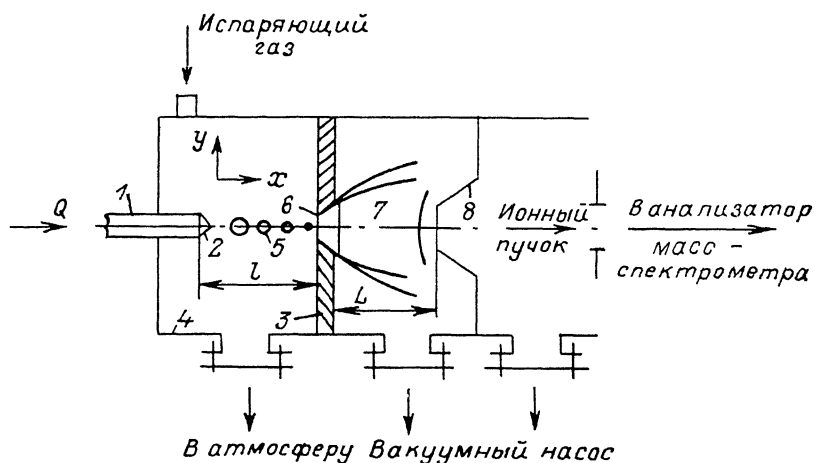 Испаряющий
газ
y
x
1
Q
2
5
6
7
8
Ионный
пучок
В анализатор
масс-
спектрометра
l
L
3
4
В атмосферу
Вакуумный насос